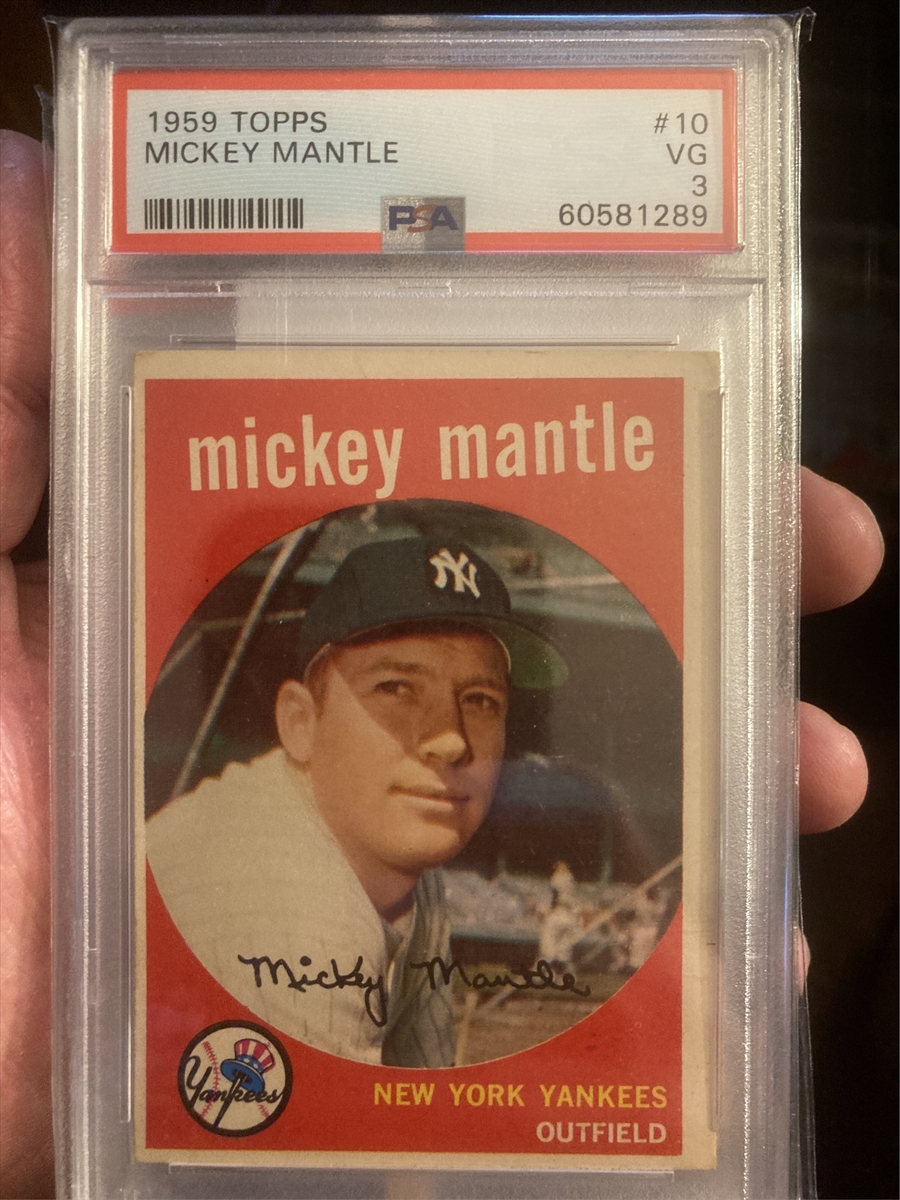 1959 TOPPS #10
MICKEY MANTLE VG
3
PSA 60581289
mickey mantle
NY
Mickey Mantle
Yankees
NEW YORK YANKEES
OUTFIELD